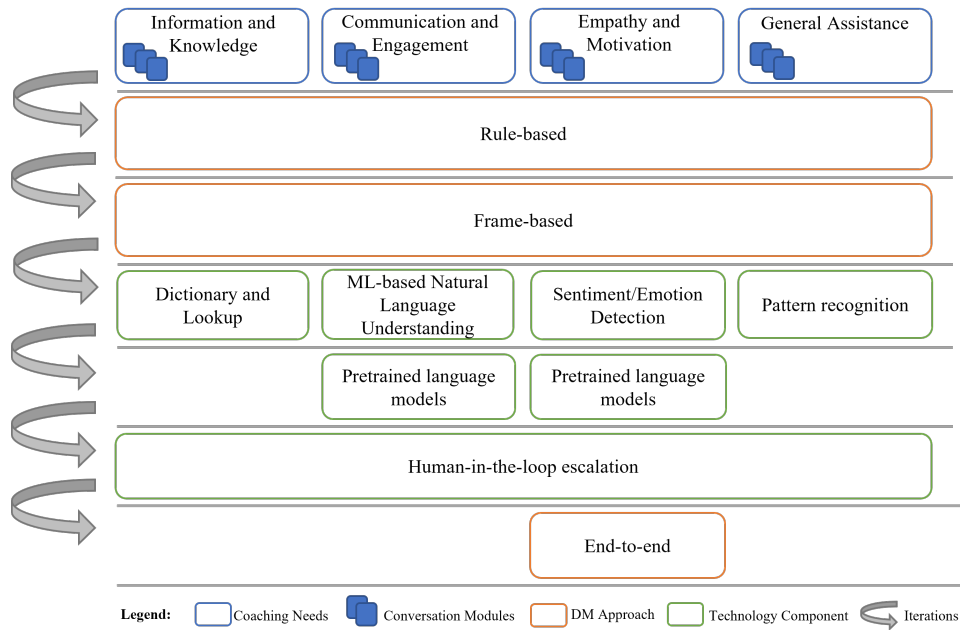 Information and
Knowledge
Communication and
Engagement
Empathy and
Motivation
General Assistance
Rule-based
Frame-based
Dictionary and
Lookup
ML-based Natural
Language
Understanding
Sentiment/Emotion
Detection
Pattern recognition
Pretrained language
models
Pretrained language
models
Human-in-the-loop escalation
End-to-end
Legend:
Coaching Needs
Conversation Modules
DM Approach
Technology Component
Iterations